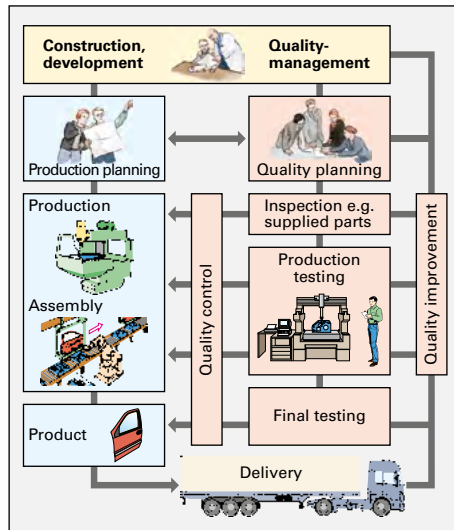 Construction,
development
Quality-
management
Production planning
Quality planning
Production
Inspection e.g.
supplied parts
Production
testing
Assembly
Quality control
Quality improvement
Product
Final testing
Delivery